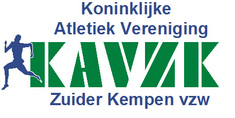 Koninklijke
Atletiek Vereniging
KAVZK
Zuider Kempen vzw